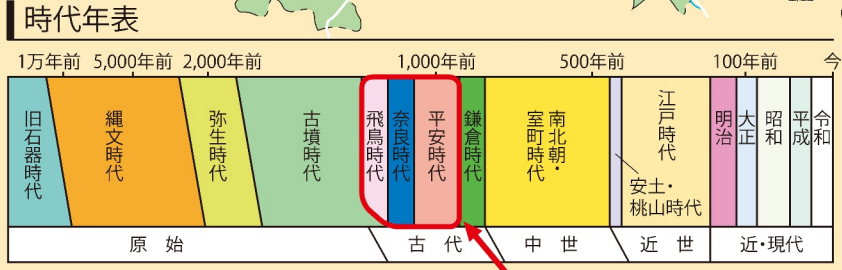 時代年表
1万年前 5,000年前 2,000年前 1,000年前 500年前 100年前 今
旧石器時代
縄文時代
弥生時代
古墳時代
飛鳥時代
奈良時代
平安時代
鎌倉時代
南北朝・
室町時代
安土・
桃山時代
江戸時代
明治
大正
昭和
平成
令和
原始 古代 中世 近世 近・現代